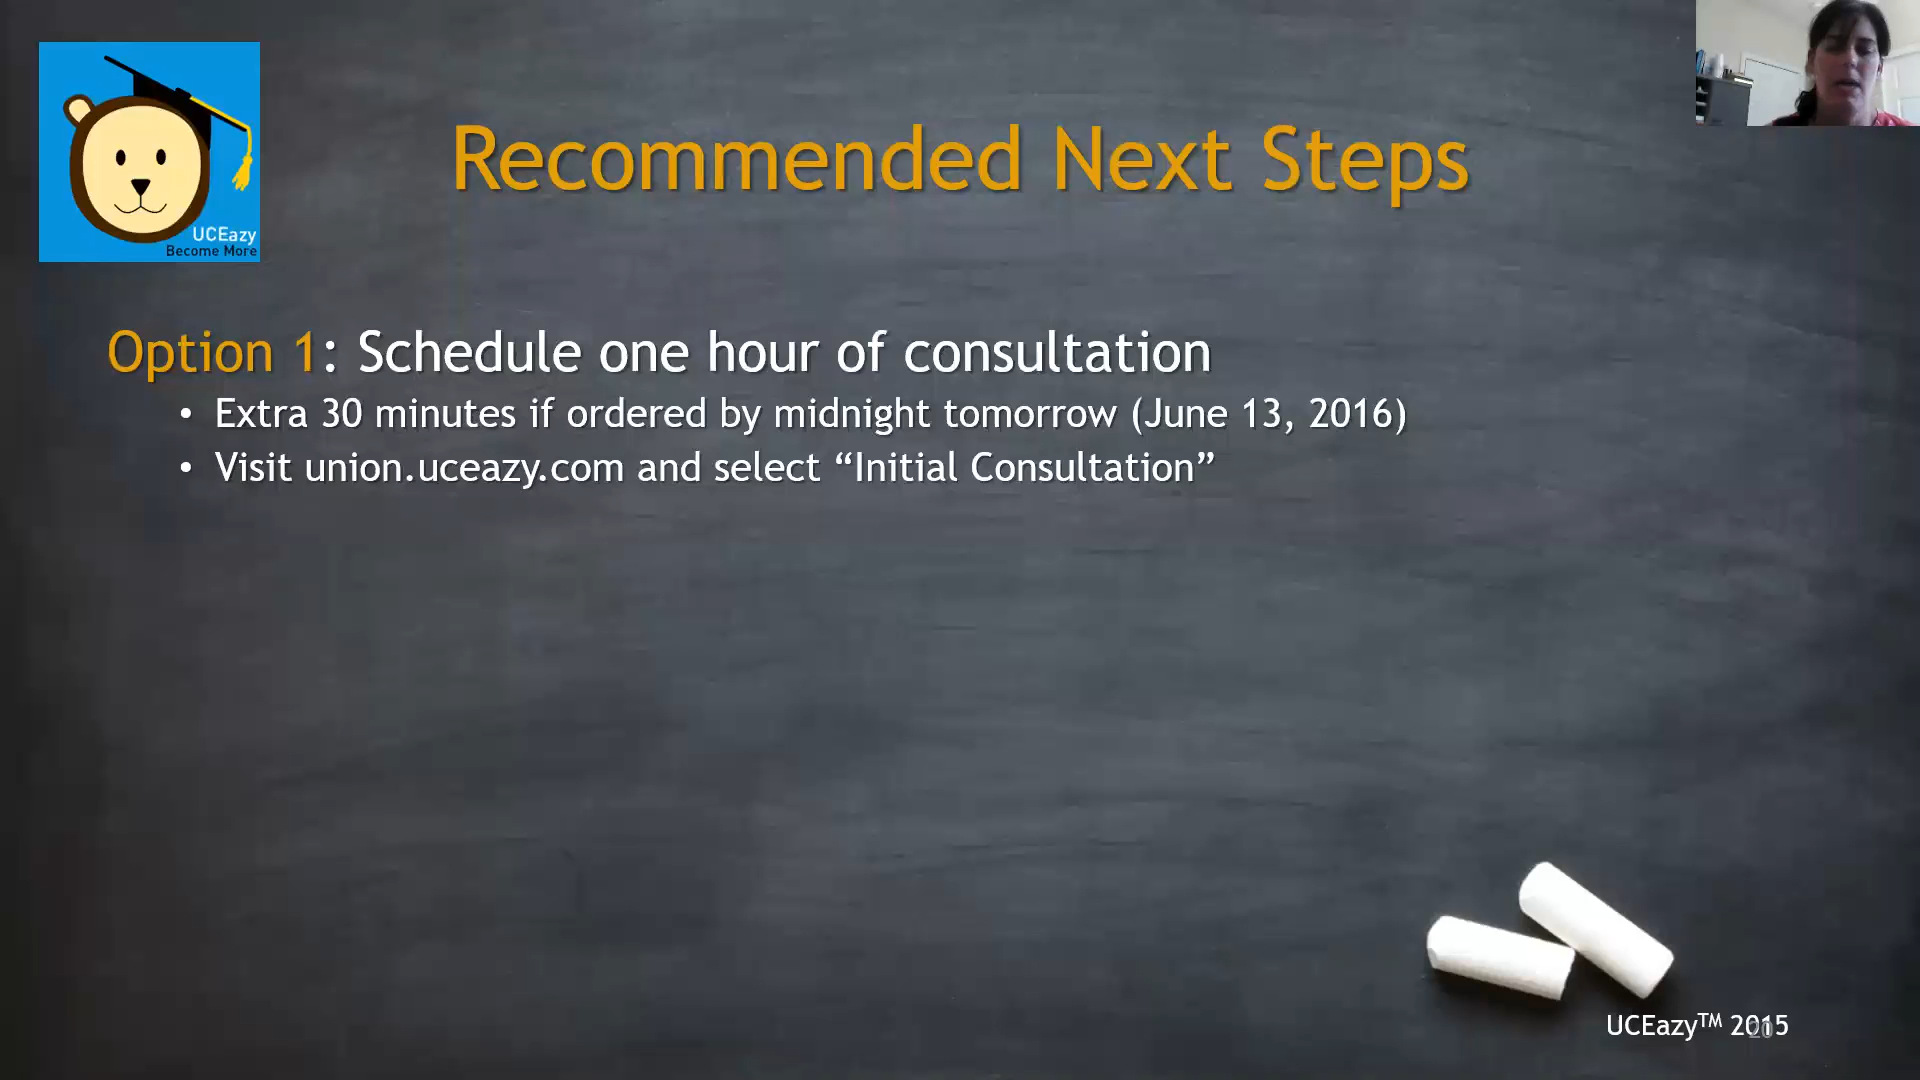 UCEazy
Become More
Recommended Next Steps
Option 1: Schedule one hour of consultation
• Extra 30 minutes if ordered by midnight tomorrow (June 13, 2016)
• Visit union.uceazy.com and select “Initial Consultation”
UCEazy™ 2015
20